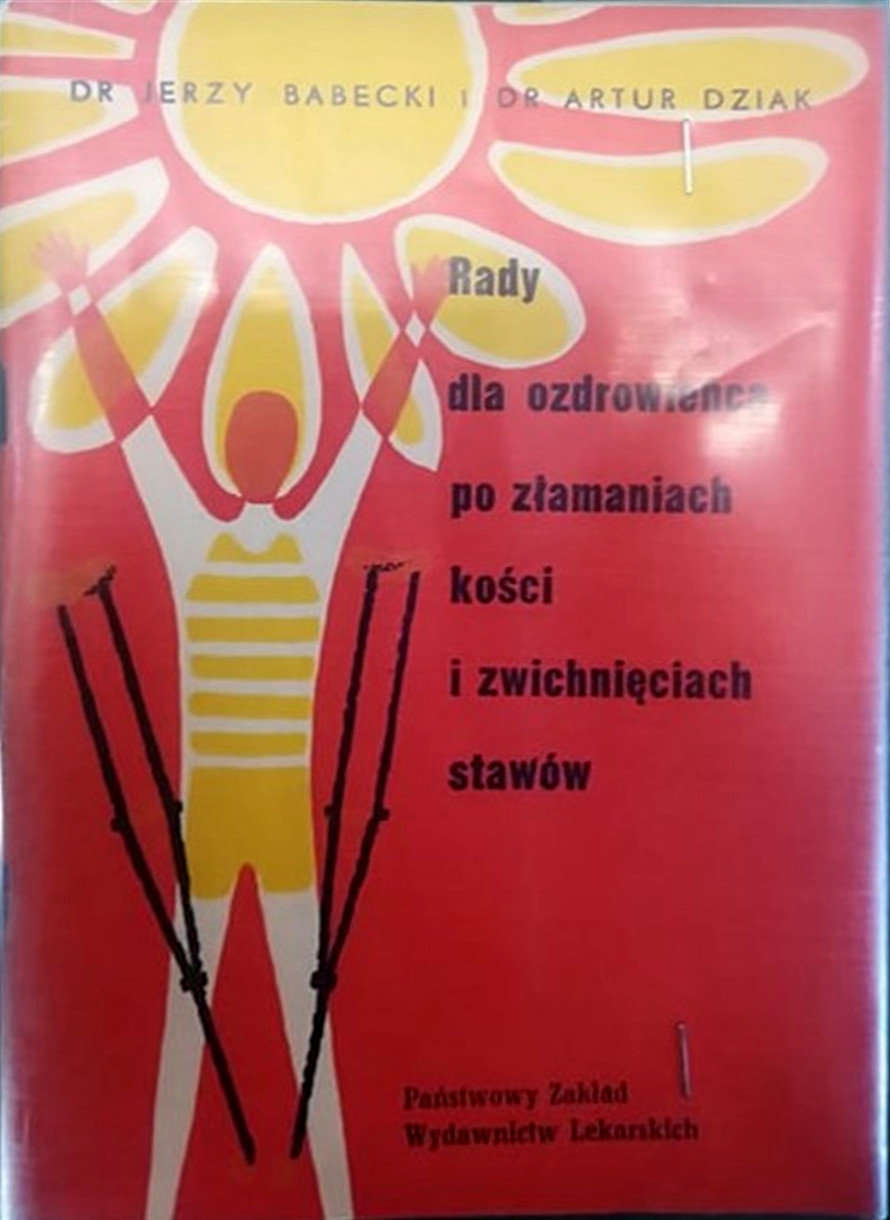 DR JERZY BABECKI i DR ARTUR DZIAK
Rady
dla ozdrowieńca
po złamaniach
kości
i zwichnięciach
stawów
Państwowy Zakład
Wydawnictw Lekarskich